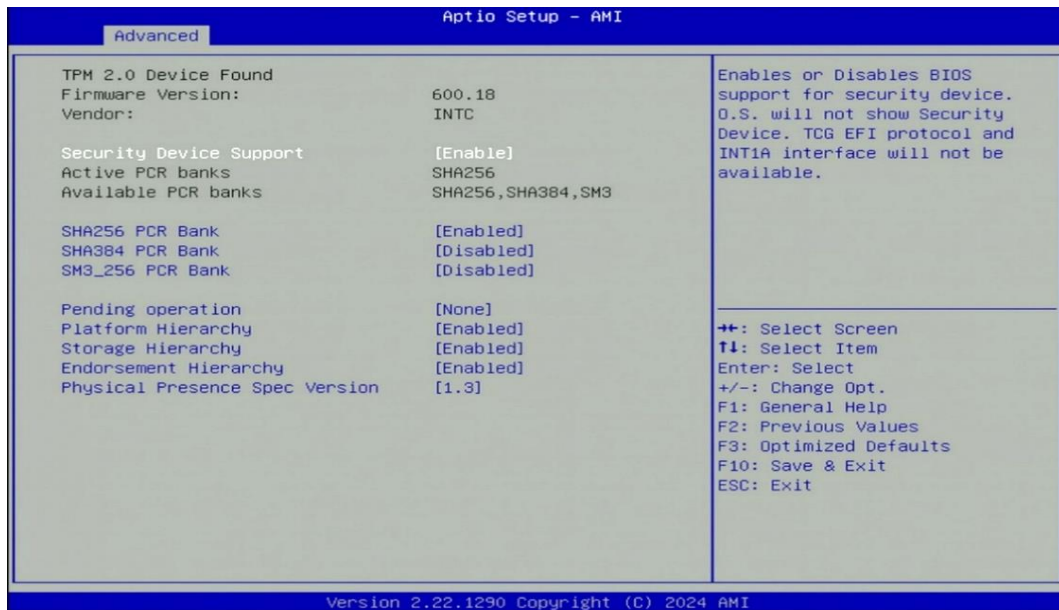 Aptio Setup – AMI
Advanced
TPM 2.0 Device Found
Firmware Version: 600.18
Vendor: INTC
Security Device Support [Enable]
Active PCR banks SHA256
Available PCR banks SHA256,SHA384,SM3
SHA256 PCR Bank [Enabled]
SHA384 PCR Bank [Disabled]
SM3_256 PCR Bank [Disabled]
Pending operation [None]
Platform Hierarchy [Enabled]
Storage Hierarchy [Enabled]
Endorsement Hierarchy [Enabled]
Physical Presence Spec Version [1.3]
Enables or Disables BIOS
support for security device.
O.S. will not show Security
Device. TCG EFI protocol and
INT1A interface will not be
available.
→←: Select Screen
↑↓: Select Item
Enter: Select
+/-: Change Opt.
F1: General Help
F2: Previous Values
F3: Optimized Defaults
F10: Save & Exit
ESC: Exit
Version 2.22.1290 Copyright (C) 2024 AMI